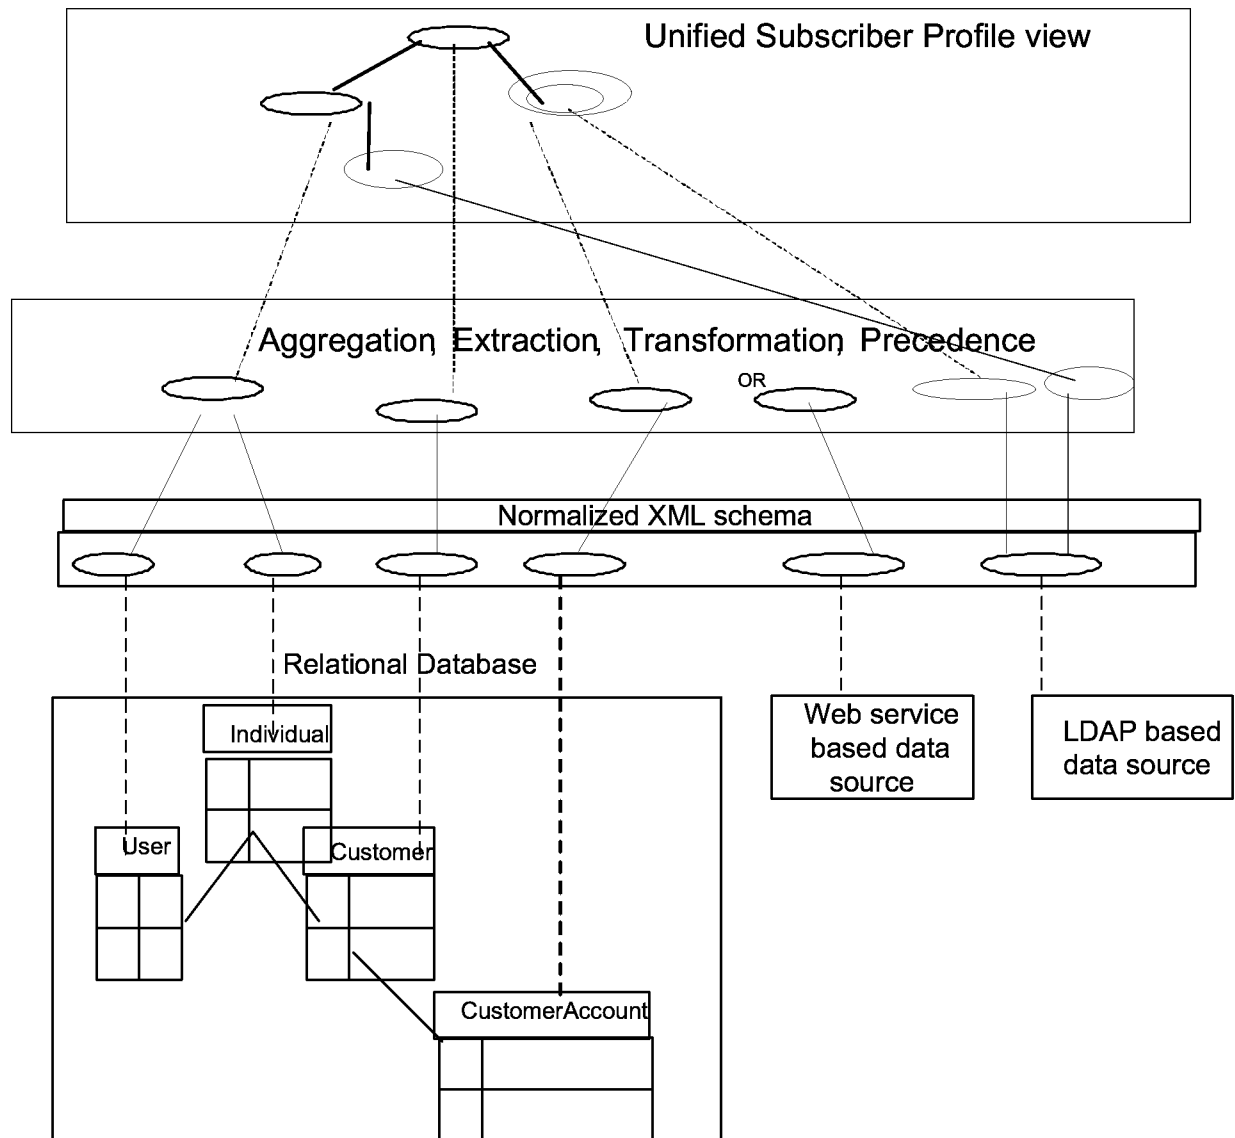 Unified Subscriber Profile view
Aggregation, Extraction, Transformation, Precedence
OR
Normalized XML schema
Relational Database
Individual
User
Customer
CustomerAccount
Web service
based data
source
LDAP based
data source